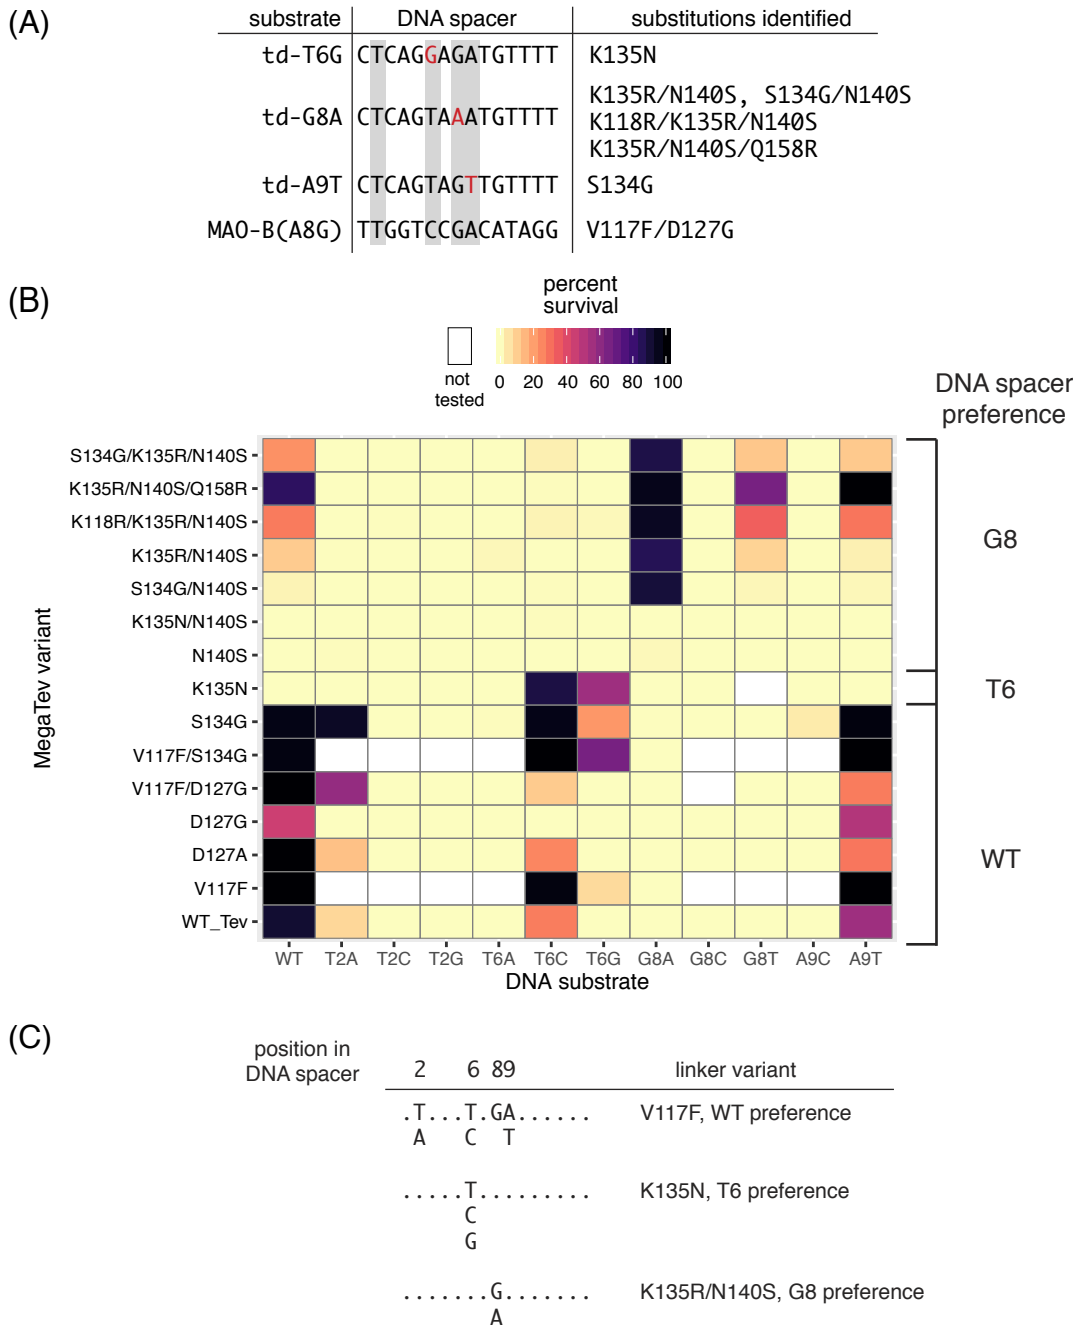 (A)
substrate DNA spacer substitutions identified
td-T6G CTCAGGAGATGTTTT K135N
K135R/N140S, S134G/N140S
td-G8A CTCAGTAAATGTTTT K118R/K135R/N140S
K135R/N140S/Q158R
td-A9T CTCAGTAGTTGTTTT S134G
MAO-B(A8G) TTGGTCCGACATAGG V117F/D127G
(B)
percent
survival
not
tested
0 20 40 60 80 100
DNA spacer
preference
S134G/K135R/N140S
K135R/N140S/Q158R
K118R/K135R/N140S
K135R/N140S
G8
S134G/N140S
K135N/N140S
N140S
K135N
T6
S134G
V117F/S134G
V117F/D127G
D127G
D127A
WT
V117F
WT_Tev
MegaTev variant
WT T2A T2C T2G T6A T6C T6G G8A G8C G8T A9C A9T
DNA substrate
(C)
position in
DNA spacer
2 6 89 linker variant
.T...T.GA...... V117F, WT preference
A C T
.....T......... K135N, T6 preference
C
G
.......G....... K135R/N140S, G8 preference
A